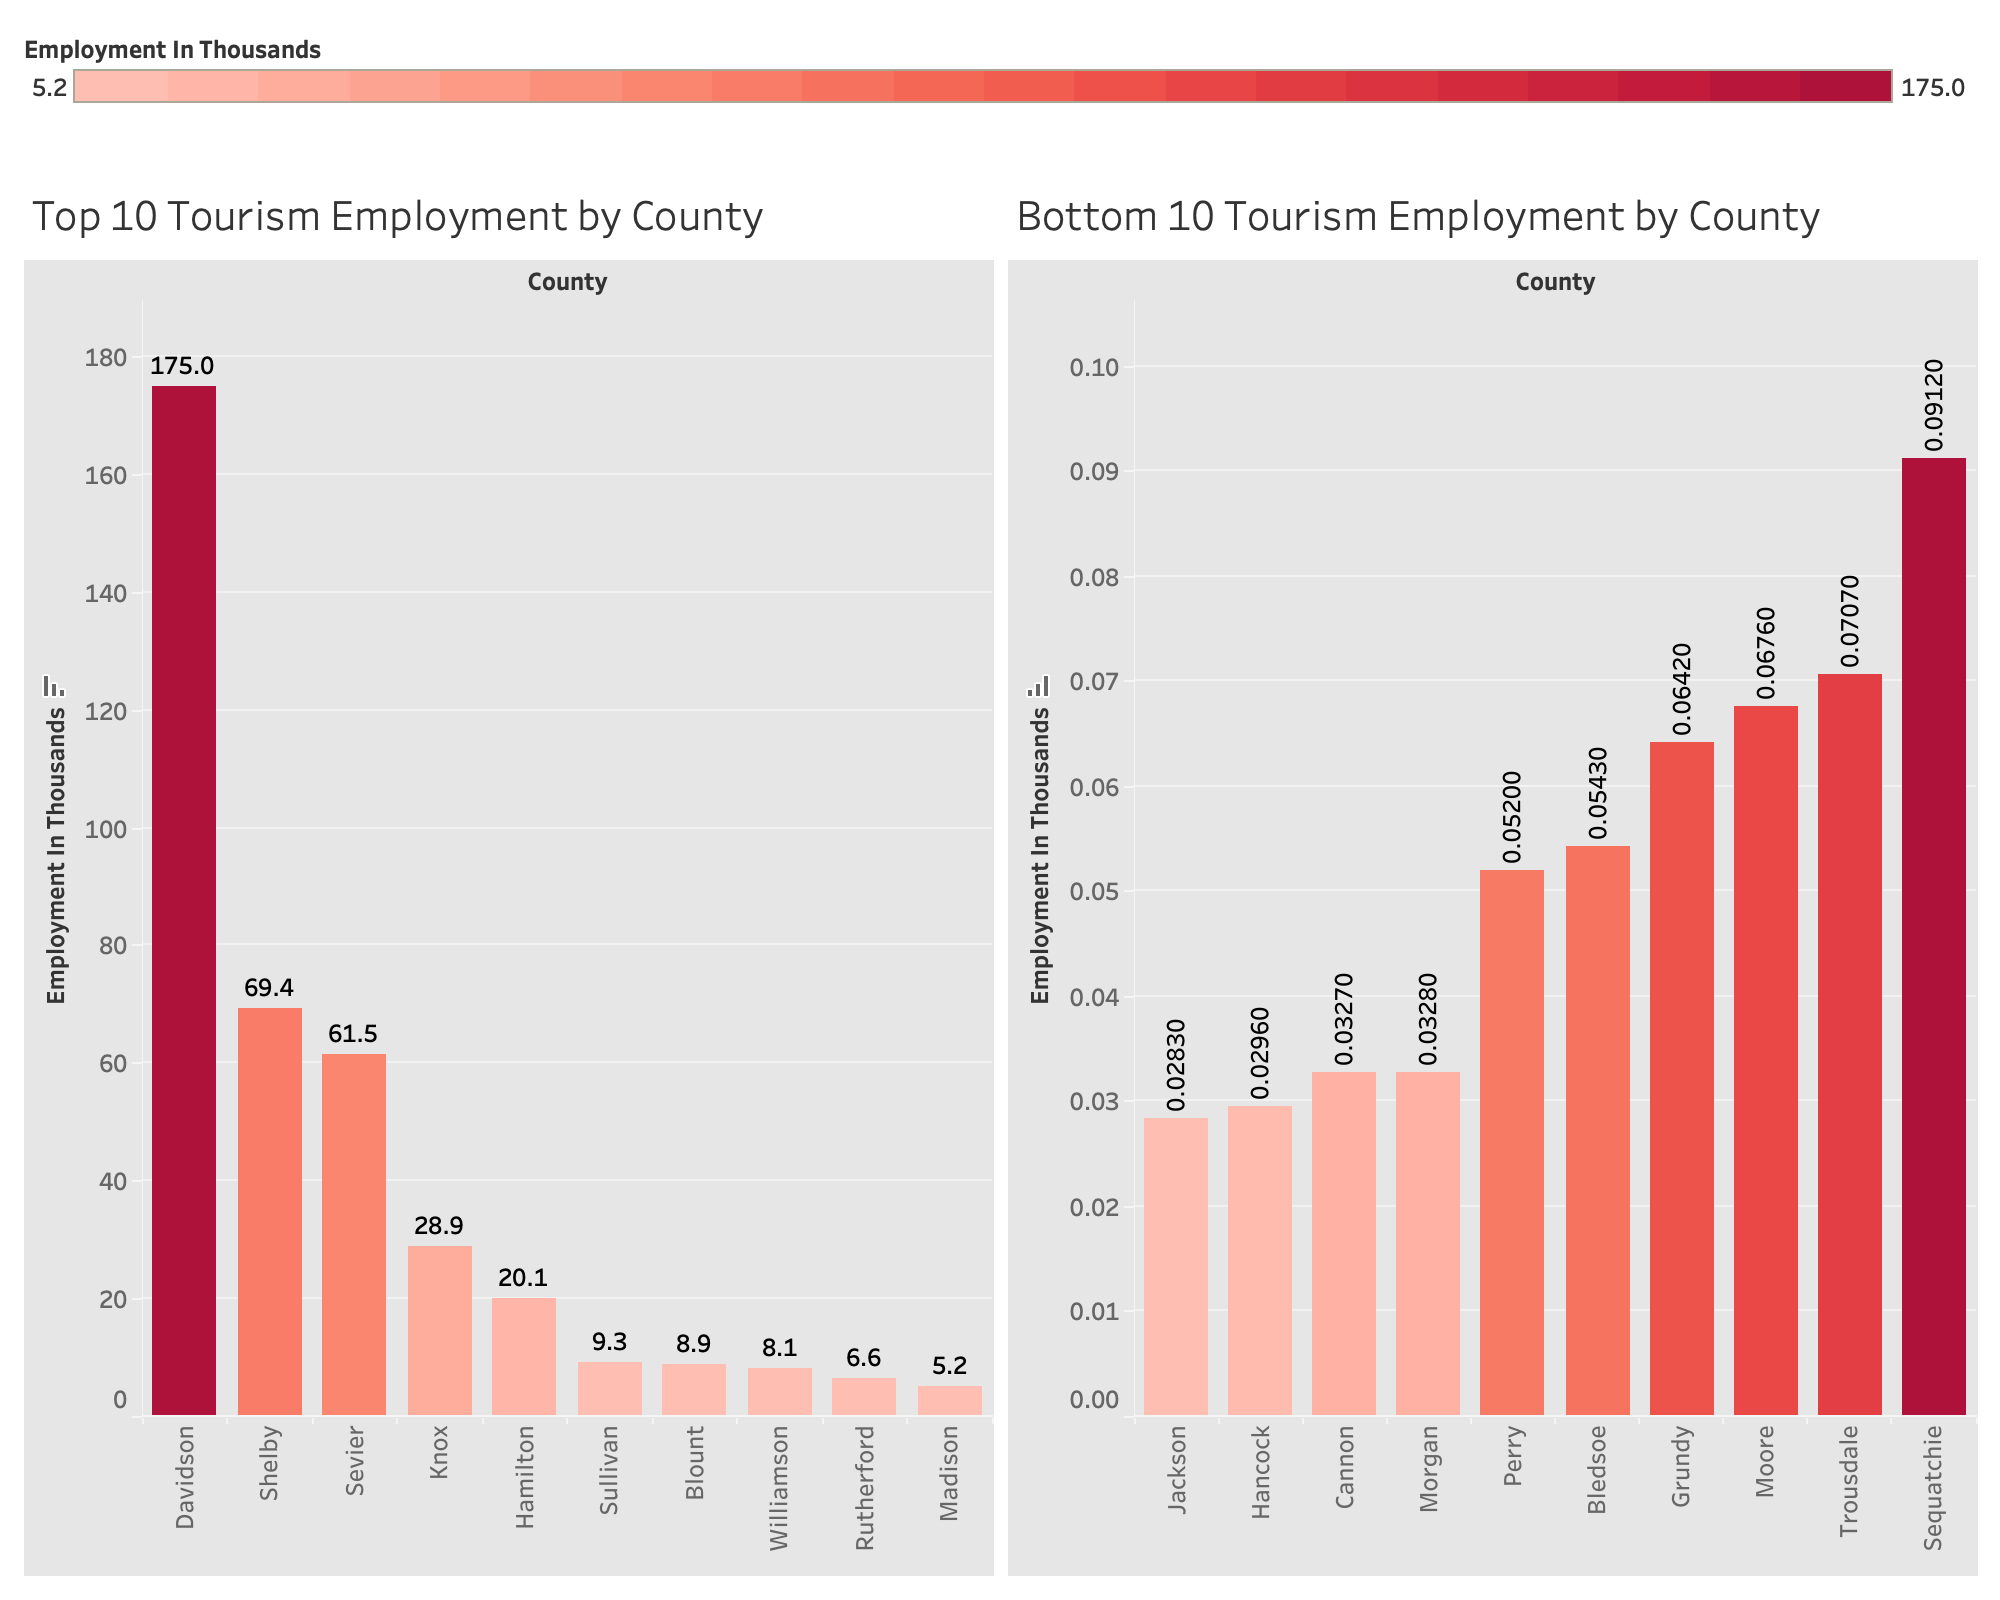 Employment In Thousands
5.2 175.0
Top 10 Tourism Employment by County
County
Employment In Thousands
180
160
140
120
100
80
60
40
20
0
175.0
69.4
61.5
28.9
20.1
9.3
8.9
8.1
6.6
5.2
Davidson
Shelby
Sevier
Knox
Hamilton
Sullivan
Blount
Williamson
Rutherford
Madison
Bottom 10 Tourism Employment by County
County
Employment In Thousands
0.10
0.09
0.08
0.07
0.06
0.05
0.04
0.03
0.02
0.01
0.00
0.02830
0.02960
0.03270
0.03280
0.05200
0.05430
0.06420
0.06760
0.07070
0.09120
Jackson
Hancock
Cannon
Morgan
Perry
Bledsoe
Grundy
Moore
Trousdale
Sequatchie